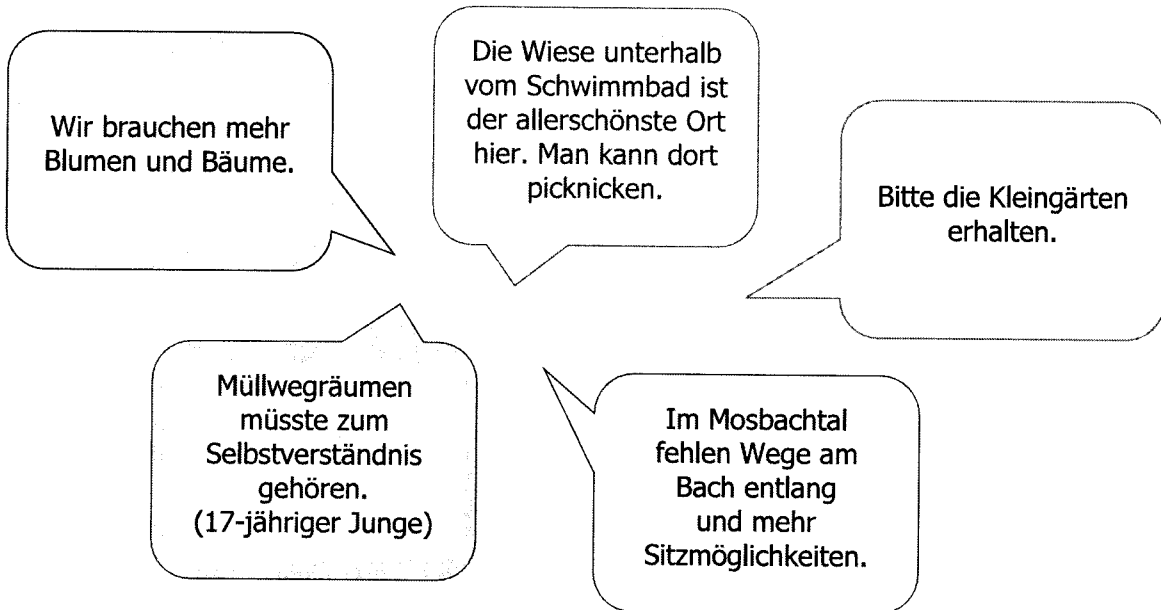 Wir brauchen mehr
Blumen und Bäume.
Die Wiese unterhalb
vom Schwimmbad ist
der allerschönste Ort
hier. Man kann dort
picknicken.
Bitte die Kleingärten
erhalten.
Müllwegräumen
müsste zum
Selbstverständnis
gehören.
(17-jähriger Junge)
Im Mosbachtal
fehlen Wege am
Bach entlang
und mehr
Sitzmöglichkeiten.